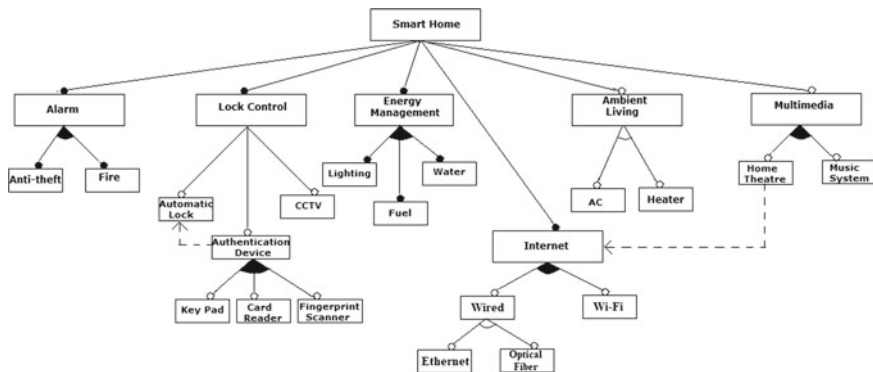 Smart Home
Alarm
Lock Control
Energy
Management
Ambient
Living
Multimedia
Anti-theft
Fire
Lighting
Water
Home
Theatre
Music
System
Automatic
Lock
CCTV
Fuel
AC
Heater
Authentication
Device
Internet
Key Pad
Card
Reader
Fingerprint
Scanner
Wired
Wi-Fi
Ethernet
Optical
Fiber